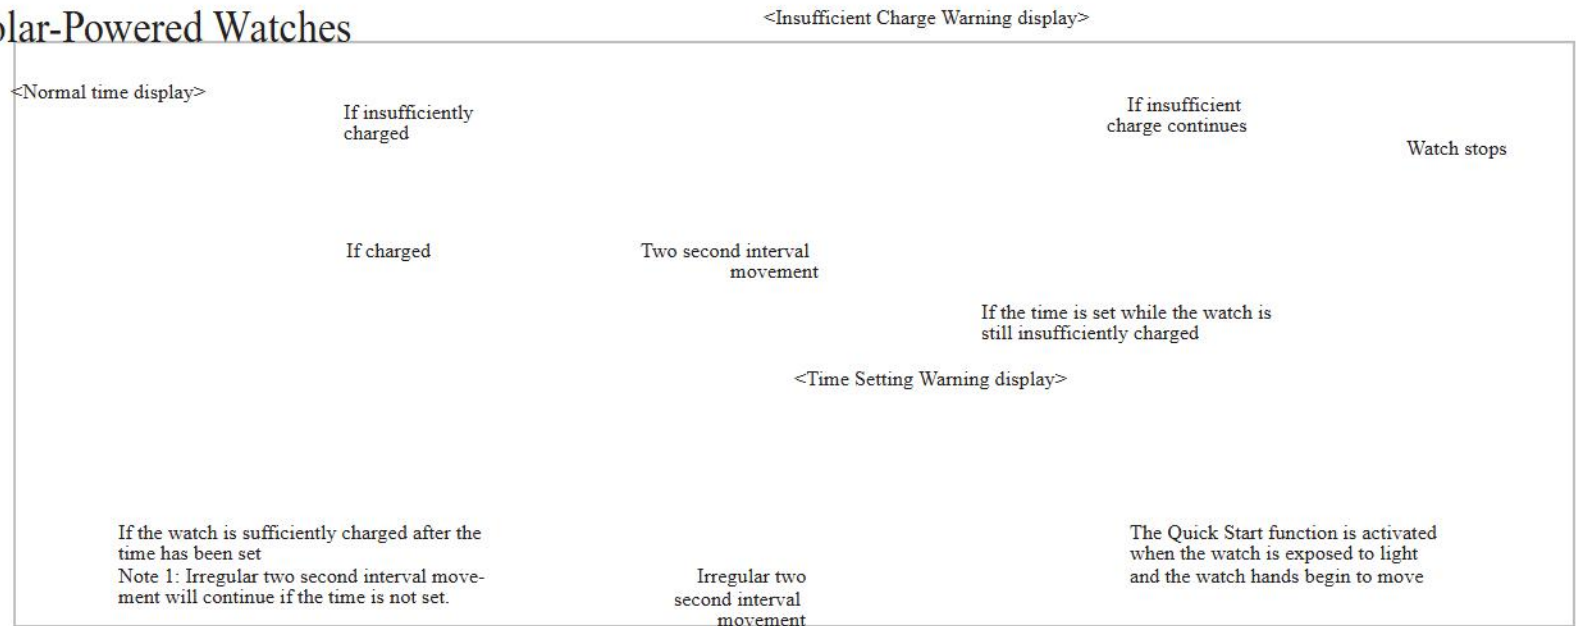 olar-Powered Watches
<Insufficient Charge Warning display>
<Normal time display>
If insufficiently
charged
If insufficient
charge continues
Watch stops
If charged
Two second interval
movement
If the time is set while the watch is
still insufficiently charged
<Time Setting Warning display>
If the watch is sufficiently charged after the
time has been set
Note 1: Irregular two second interval move-
ment will continue if the time is not set.
Irregular two
second interval
movement
The Quick Start function is activated
when the watch is exposed to light
and the watch hands begin to move